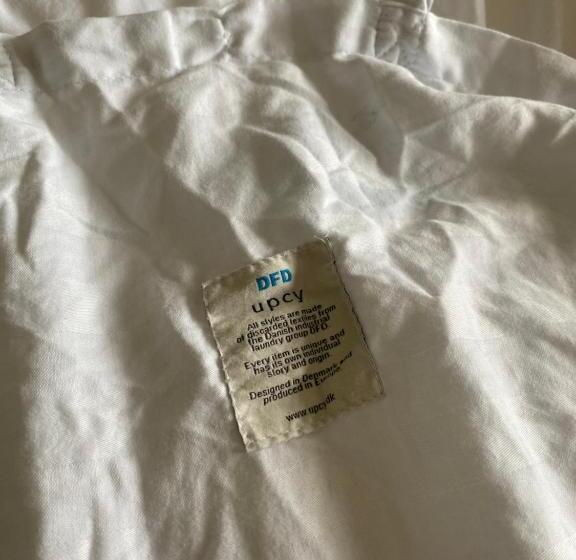 DFD
upcy
All styles are made
of discarded textiles from
the Danish industrial
laundry group DFD.
Every item is unique and
has its own individual
story and origin.
Designed in Denmark and
produced in Europe.
www.upcy.dk